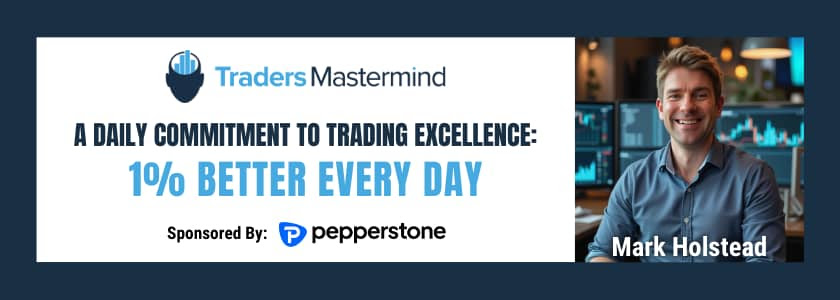 Traders Mastermind
A DAILY COMMITMENT TO TRADING EXCELLENCE:
1% BETTER EVERY DAY
Sponsored By: pepperstone
Mark Holstead